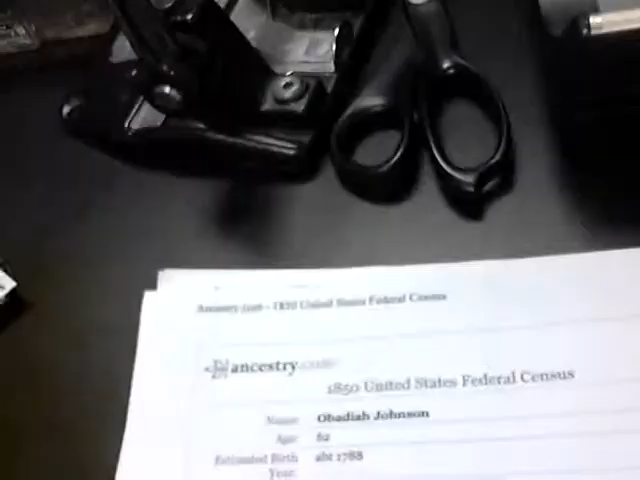 Ancestry.com - 1850 United States Federal Census
ancestry.com
1850 United States Federal Census
Name: Obadiah Johnson
Age: 62
Estimated Birth abt 1788
Year: